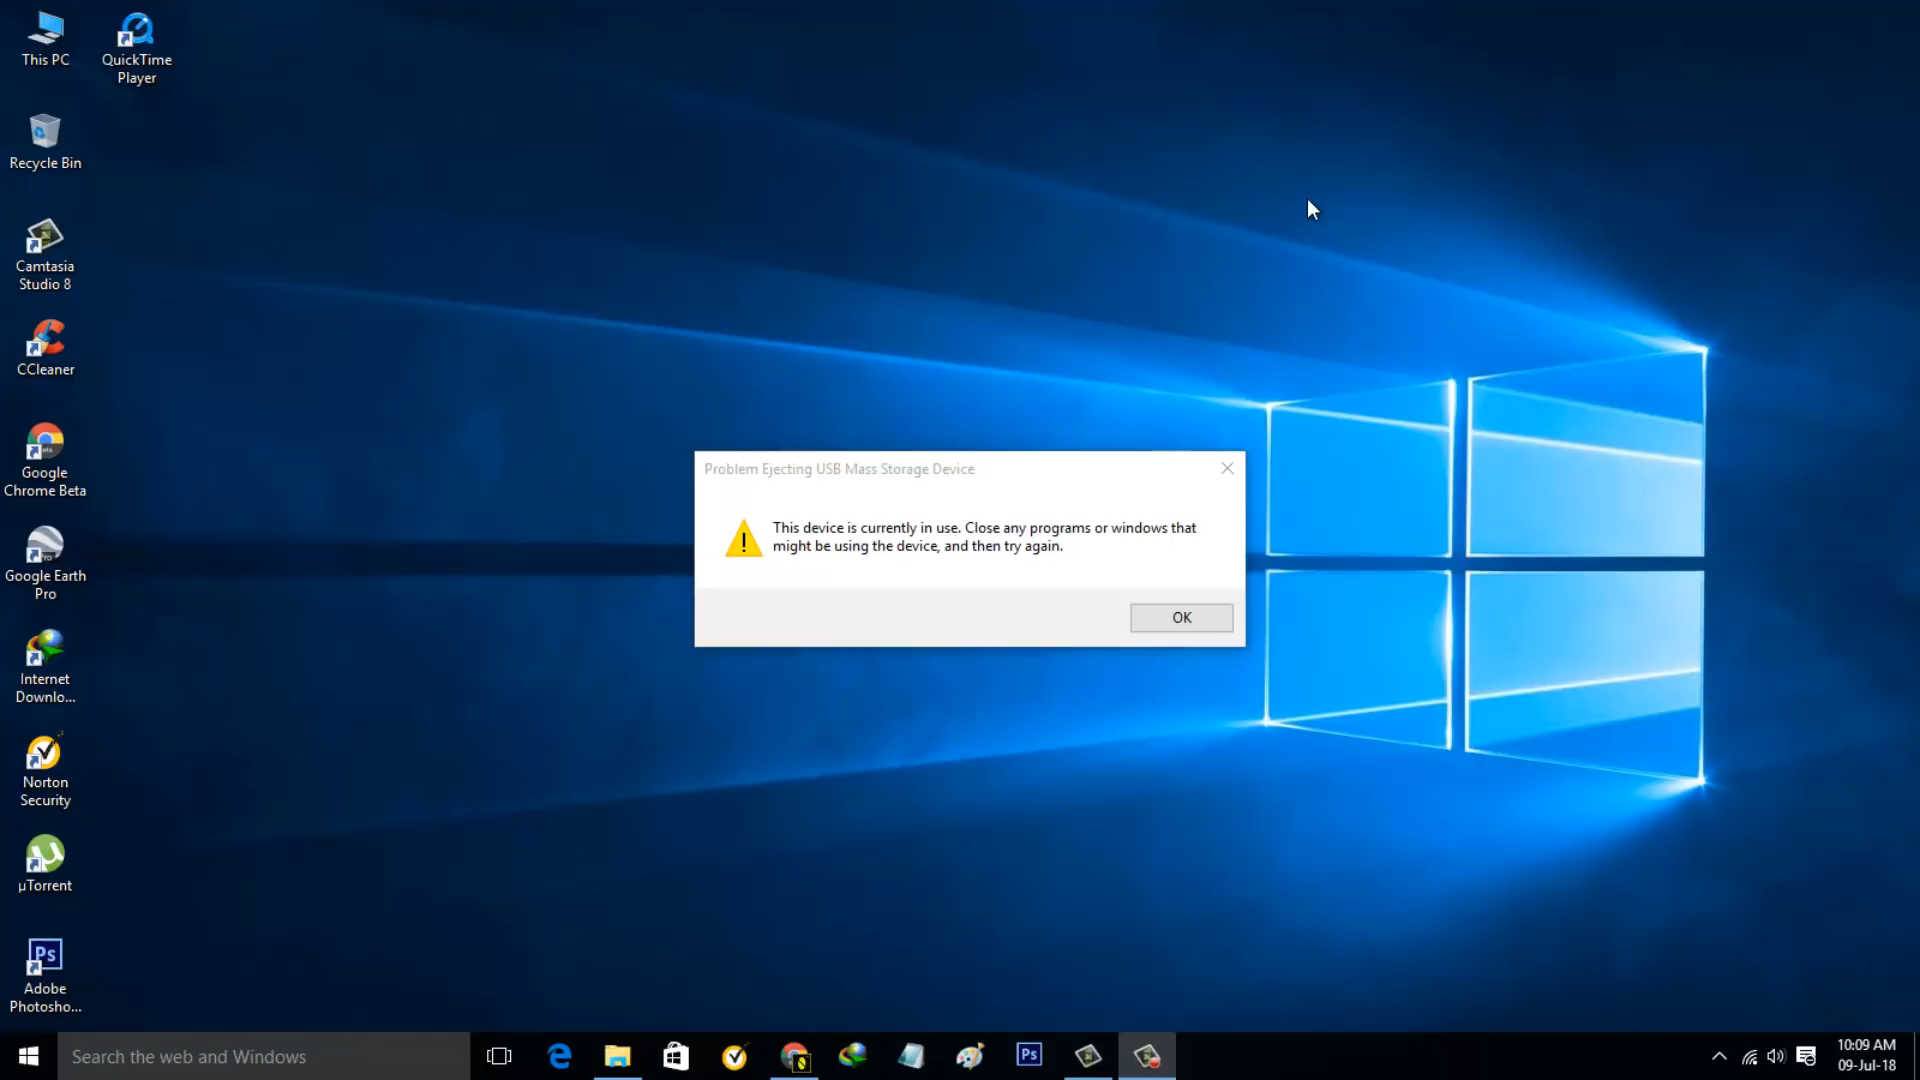 This PC
QuickTime
Player
Recycle Bin
Camtasia
Studio 8
CCleaner
Google
Chrome Beta
Google Earth
Pro
Internet
Downlo...
Norton
Security
µTorrent
Ps
Adobe
Photosho...
Problem Ejecting USB Mass Storage Device
This device is currently in use. Close any programs or windows that
might be using the device, and then try again.
OK
Search the web and Windows
Ps
10:09 AM
09-Jul-18